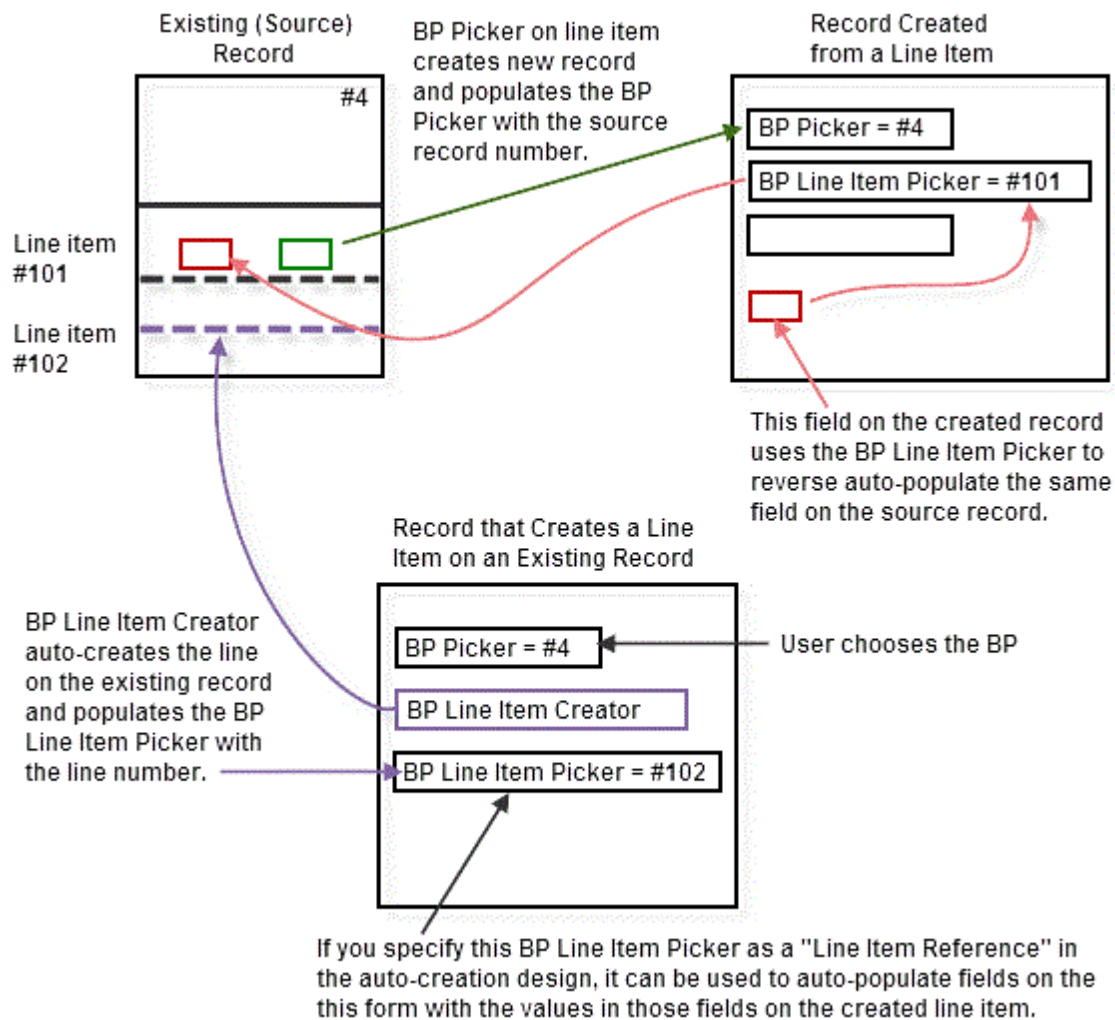 Existing (Source)
Record
#4
BP Picker on line item
creates new record
and populates the BP
Picker with the source
record number.
Record Created
from a Line Item
BP Picker = #4
BP Line Item Picker = #101
Line item
#101
Line item
#102
This field on the created record
uses the BP Line Item Picker to
reverse auto-populate the same
field on the source record.
Record that Creates a Line
Item on an Existing Record
BP Line Item Creator
auto-creates the line
on the existing record
and populates the BP
Line Item Picker with
the line number.
BP Picker = #4
User chooses the BP
BP Line Item Creator
BP Line Item Picker = #102
If you specify this BP Line Item Picker as a "Line Item Reference" in
the auto-creation design, it can be used to auto-populate fields on the
this form with the values in those fields on the created line item.